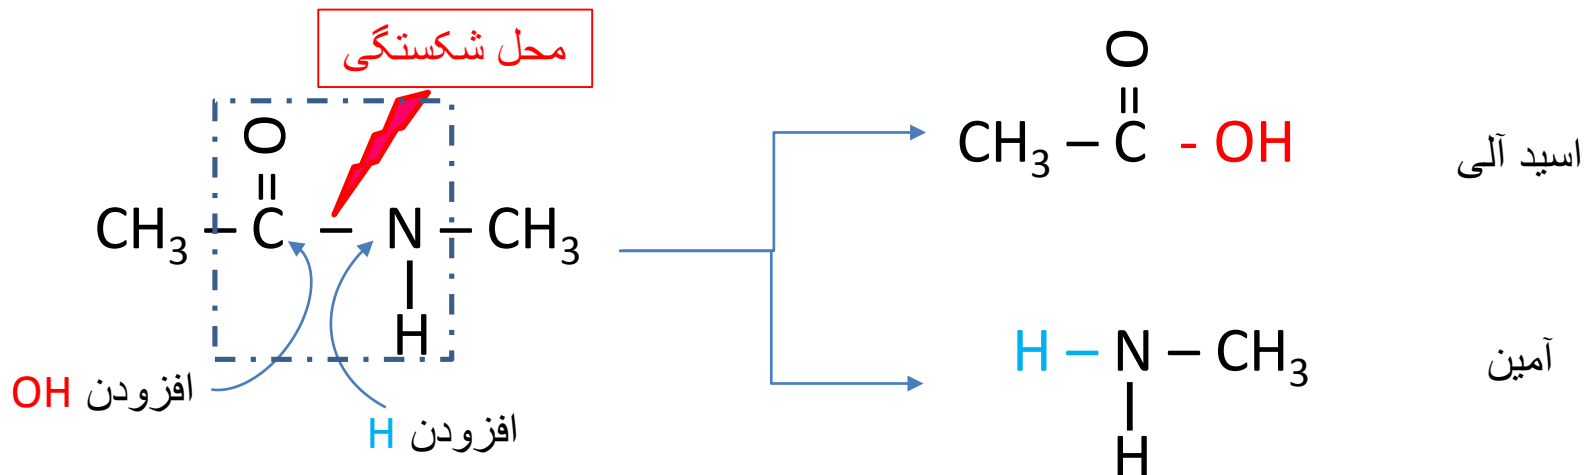 محل شکستگی
O
=
CH₃ – C – N – CH₃
|
H
افزودن OH
افزودن H
O
=
CH₃ – C - OH
اسید آلی
H – N – CH₃
|
H
آمین